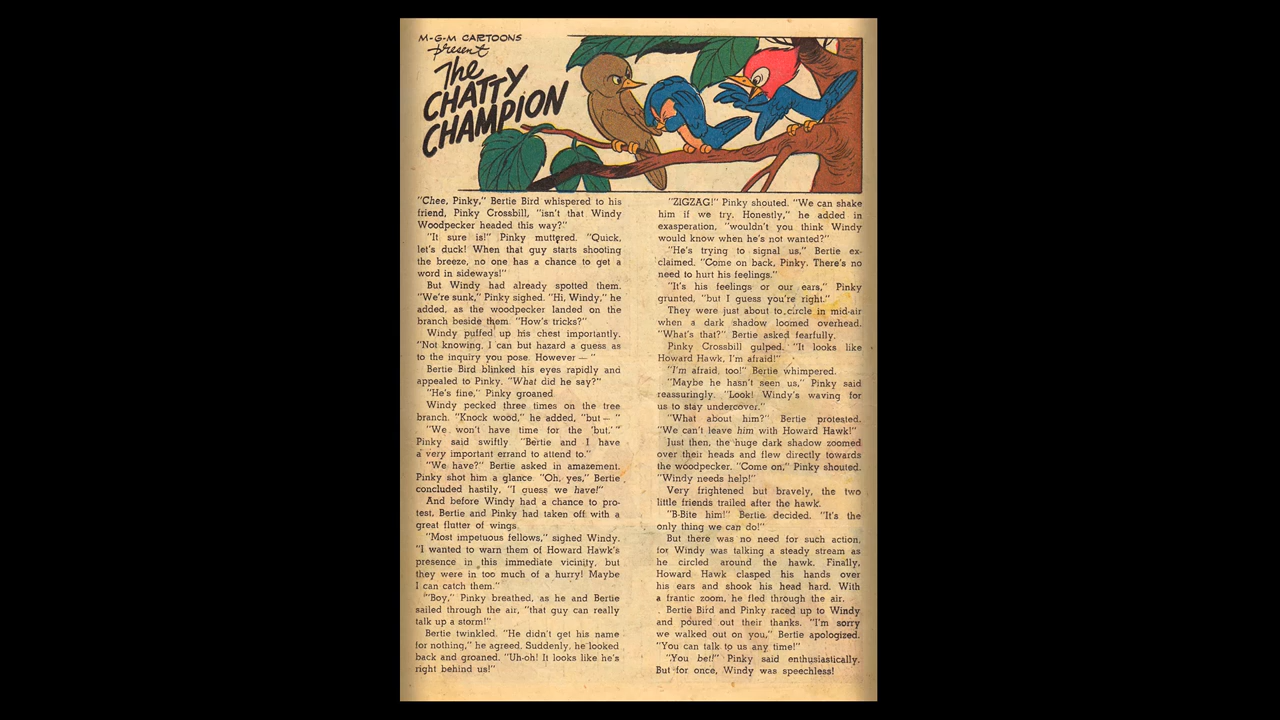 M-G-M CARTOONS
present
The
CHATTY
CHAMPION
"Chee, Pinky," Bertie Bird whispered to his
friend, Pinky Crossbill, "isn't that Windy
Woodpecker headed this way?"
"It sure is!" Pinky muttered. "Quick,
let's duck! When that guy starts shooting
the breeze, no one has a chance to get a
word in sideways!"
But Windy had already spotted them.
"We're sunk," Pinky sighed. "Hi, Windy," he
added, as the woodpecker landed on the
branch beside them. "How's tricks?"
Windy puffed up his chest importantly.
"Not knowing, I can but hazard a guess as
to the inquiry you pose. However — "
Bertie Bird blinked his eyes rapidly and
appealed to Pinky. "What did he say?"
"He's fine," Pinky groaned
Windy pecked three times on the tree
branch. "Knock wood," he added, "but — "
"We won't have time for the 'but,' "
Pinky said swiftly "Bertie and I have
a very important errand to attend to."
"We have?" Bertie asked in amazement.
Pinky shot him a glance "Oh, yes," Bertie
concluded hastily, "I guess we have!"
And before Windy had a chance to pro-
test, Bertie and Pinky had taken off with a
great flutter of wings
"Most impetuous fellows," sighed Windy.
"I wanted to warn them of Howard Hawk's
presence in this immediate vicinity, but
they were in too much of a hurry! Maybe
I can catch them."
"Boy," Pinky breathed, as he and Bertie
sailed through the air, "that guy can really
talk up a storm!"
Bertie twinkled. "He didn't get his name
for nothing," he agreed. Suddenly, he looked
back and groaned. "Uh-oh! It looks like he's
right behind us!"
"ZIGZAG!" Pinky shouted. "We can shake
him if we try. Honestly," he added in
exasperation, "wouldn't you think Windy
would know when he's not wanted?"
"He's trying to signal us," Bertie ex-
claimed. "Come on back, Pinky. There's no
need to hurt his feelings."
"It's his feelings or our ears," Pinky
grunted, "but I guess you're right."
They were just about to circle in mid-air
when a dark shadow loomed overhead.
"What's that?" Bertie asked fearfully.
Pinky Crossbill gulped. "It looks like
Howard Hawk, I'm afraid!"
"I'm afraid, too!" Bertie whimpered.
"Maybe he hasn't seen us," Pinky said
reassuringly. "Look! Windy's waving for
us to stay undercover."
"What about him?" Bertie protested.
"We can't leave him with Howard Hawk!"
Just then, the huge dark shadow zoomed
over their heads and flew directly towards
the woodpecker. "Come on," Pinky shouted.
"Windy needs help!"
Very frightened but bravely, the two
little friends trailed after the hawk.
"B-Bite him!" Bertie decided. "It's the
only thing we can do!"
But there was no need for such action,
for Windy was talking a steady stream as
he circled around the hawk. Finally,
Howard Hawk clasped his hands over
his ears and shook his head hard. With
a frantic zoom, he fled through the air.
Bertie Bird and Pinky raced up to Windy
and poured out their thanks. "I'm sorry
we walked out on you," Bertie apologized.
"You can talk to us any time!"
"You bet!" Pinky said enthusiastically.
But for once, Windy was speechless!